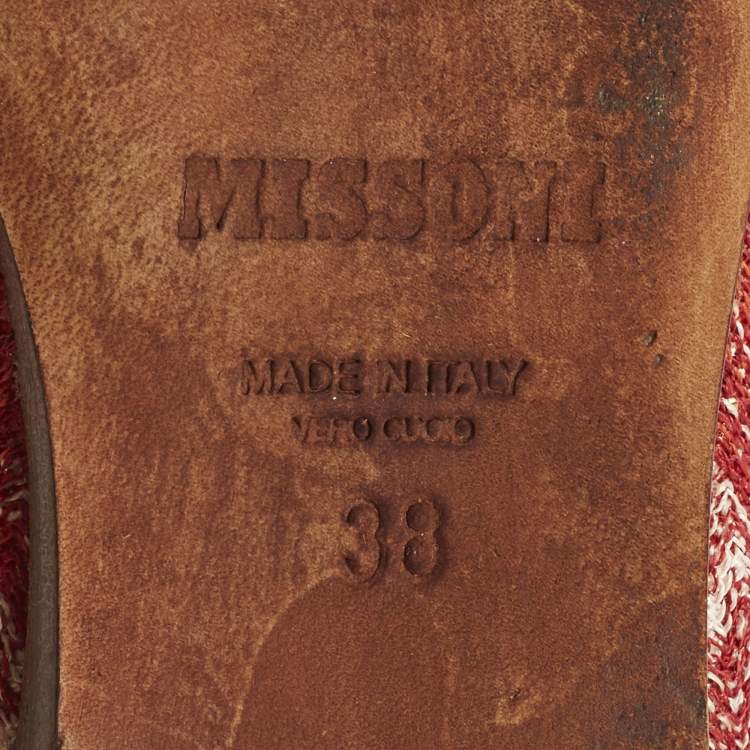 MISSONI
MADE IN ITALY
VERO CUOIO
38